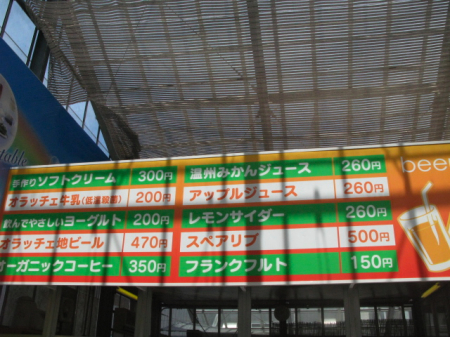 手作りソフトクリーム 300円
オラッチェ牛乳(低温殺菌) 200円
飲んでやさしいヨーグルト 200円
オラッチェ地ビール 470円
オーガニックコーヒー 350円
温州みかんジュース 260円
アップルジュース 260円
レモンサイダー 260円
スペアリブ 500円
フランクフルト 150円
beer